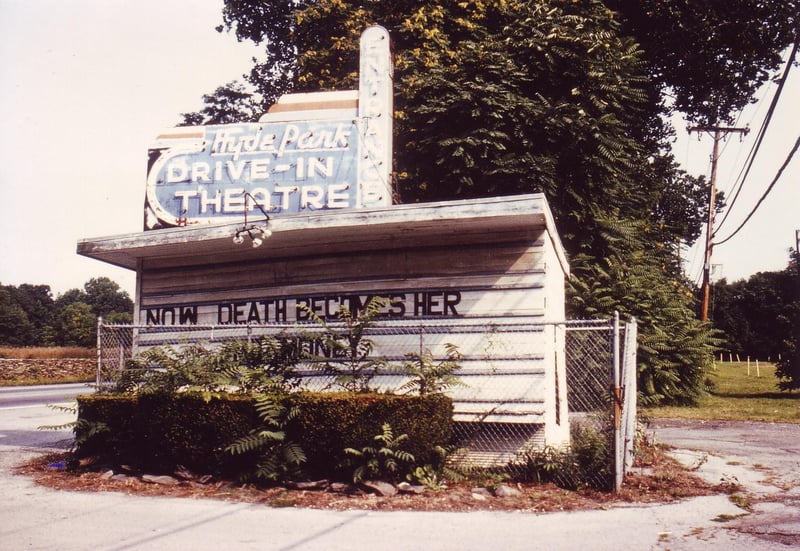 Hyde Park
DRIVE-IN
THEATRE
ENTRANCE
NOW DEATH BECOMES HER